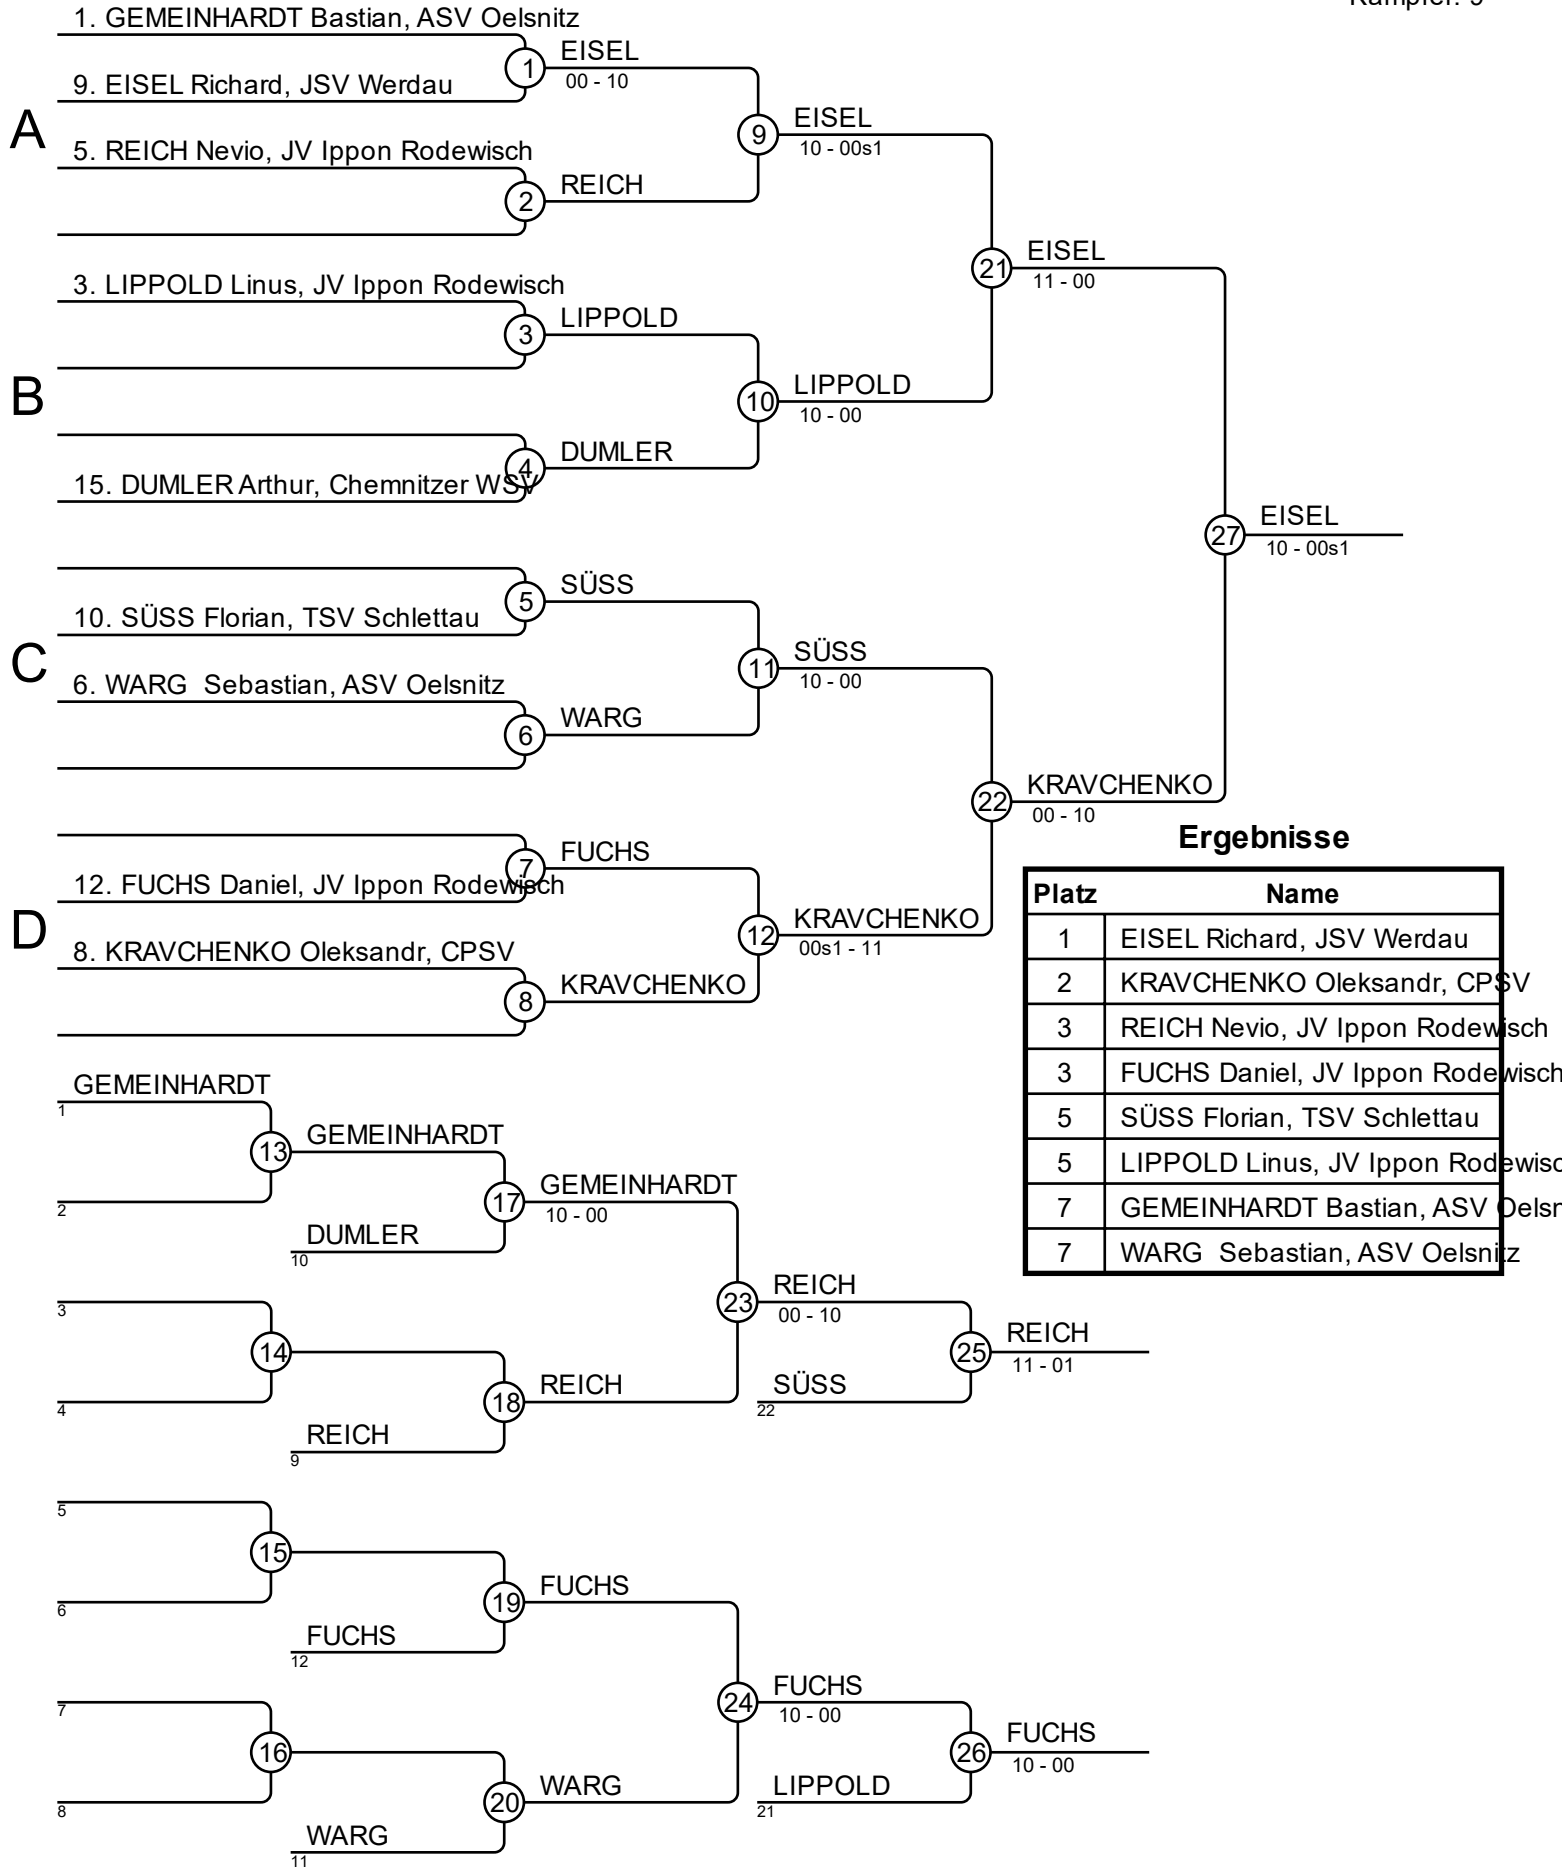 Kämpfer: 9
1. GEMEINHARDT Bastian, ASV Oelsnitz
1
EISEL
00 - 10
9. EISEL Richard, JSV Werdau
A
9
EISEL
10 - 00s1
5. REICH Nevio, JV Ippon Rodewisch
2
REICH
21
EISEL
11 - 00
3. LIPPOLD Linus, JV Ippon Rodewisch
3
LIPPOLD
B
10
LIPPOLD
10 - 00
4
DUMLER
15. DUMLER Arthur, Chemnitzer WSV
27
EISEL
10 - 00s1
5
SÜSS
10. SÜSS Florian, TSV Schlettau
C
11
SÜSS
10 - 00
6. WARG  Sebastian, ASV Oelsnitz
6
WARG
22
KRAVCHENKO
00 - 10
7
FUCHS
12. FUCHS Daniel, JV Ippon Rodewisch
D
12
KRAVCHENKO
00s1 - 11
8. KRAVCHENKO Oleksandr, CPSV
8
KRAVCHENKO
Ergebnisse
Platz Name
1 EISEL Richard, JSV Werdau
2 KRAVCHENKO Oleksandr, CPSV
3 REICH Nevio, JV Ippon Rodewisch
3 FUCHS Daniel, JV Ippon Rodewisch
5 SÜSS Florian, TSV Schlettau
5 LIPPOLD Linus, JV Ippon Rodewisc
7 GEMEINHARDT Bastian, ASV Oelsn
7 WARG  Sebastian, ASV Oelsnitz
GEMEINHARDT
1
13
GEMEINHARDT
2
17
GEMEINHARDT
10 - 00
DUMLER
10
3
23
REICH
00 - 10
14
25
REICH
11 - 01
4
18
REICH
SÜSS
22
REICH
9
5
15
6
19
FUCHS
FUCHS
12
7
24
FUCHS
10 - 00
16
26
FUCHS
10 - 00
8
20
WARG
LIPPOLD
21
WARG
11